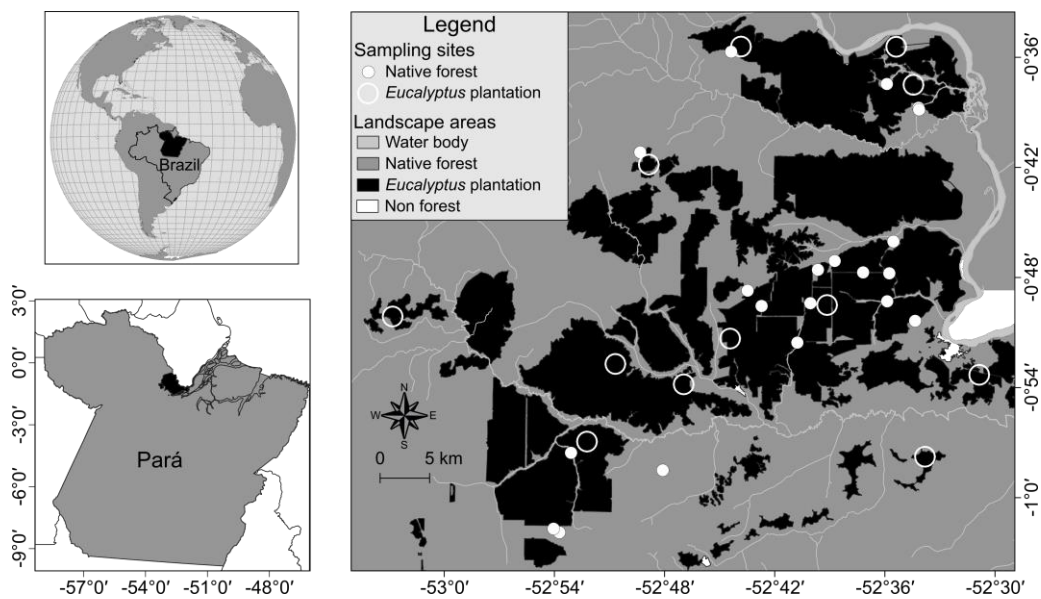 Brazil
Legend
Sampling sites
Native forest
Eucalyptus plantation
Landscape areas
Water body
Native forest
Eucalyptus plantation
Non forest
-0°36'
-0°42'
-0°48'
-0°54'
-1°0'
N
W E
S
0 5 km
-53°0' -52°54' -52°48' -52°42' -52°36' -52°30'
3°0'
0°0'
-3°0'
-6°0'
-9°0'
Pará
-57°0' -54°0' -51°0' -48°0'